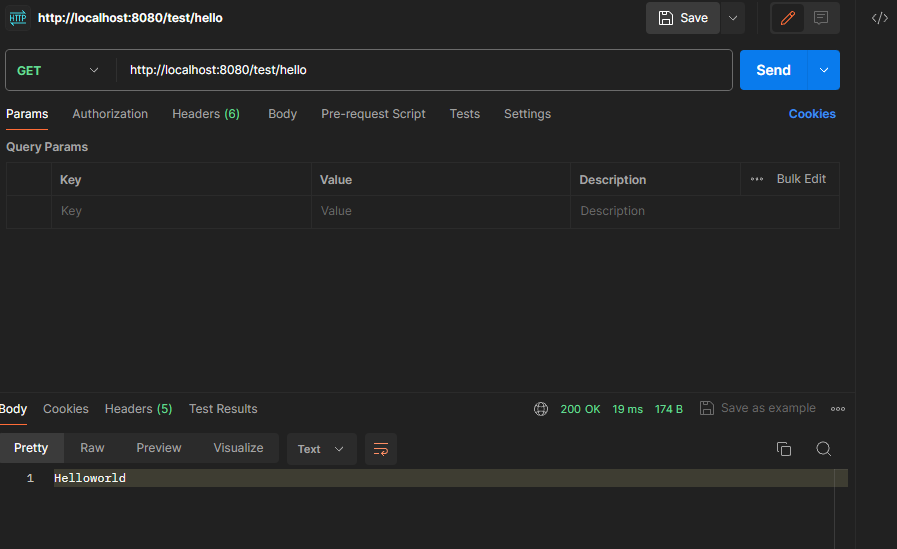 HTTP http://localhost:8080/test/hello Save
GET http://localhost:8080/test/hello Send
Params Authorization Headers (6) Body Pre-request Script Tests Settings Cookies
Query Params
Key Value Description Bulk Edit
Key Value Description
Body Cookies Headers (5) Test Results 200 OK 19 ms 174 B Save as example
Pretty Raw Preview Visualize Text
1 Helloworld